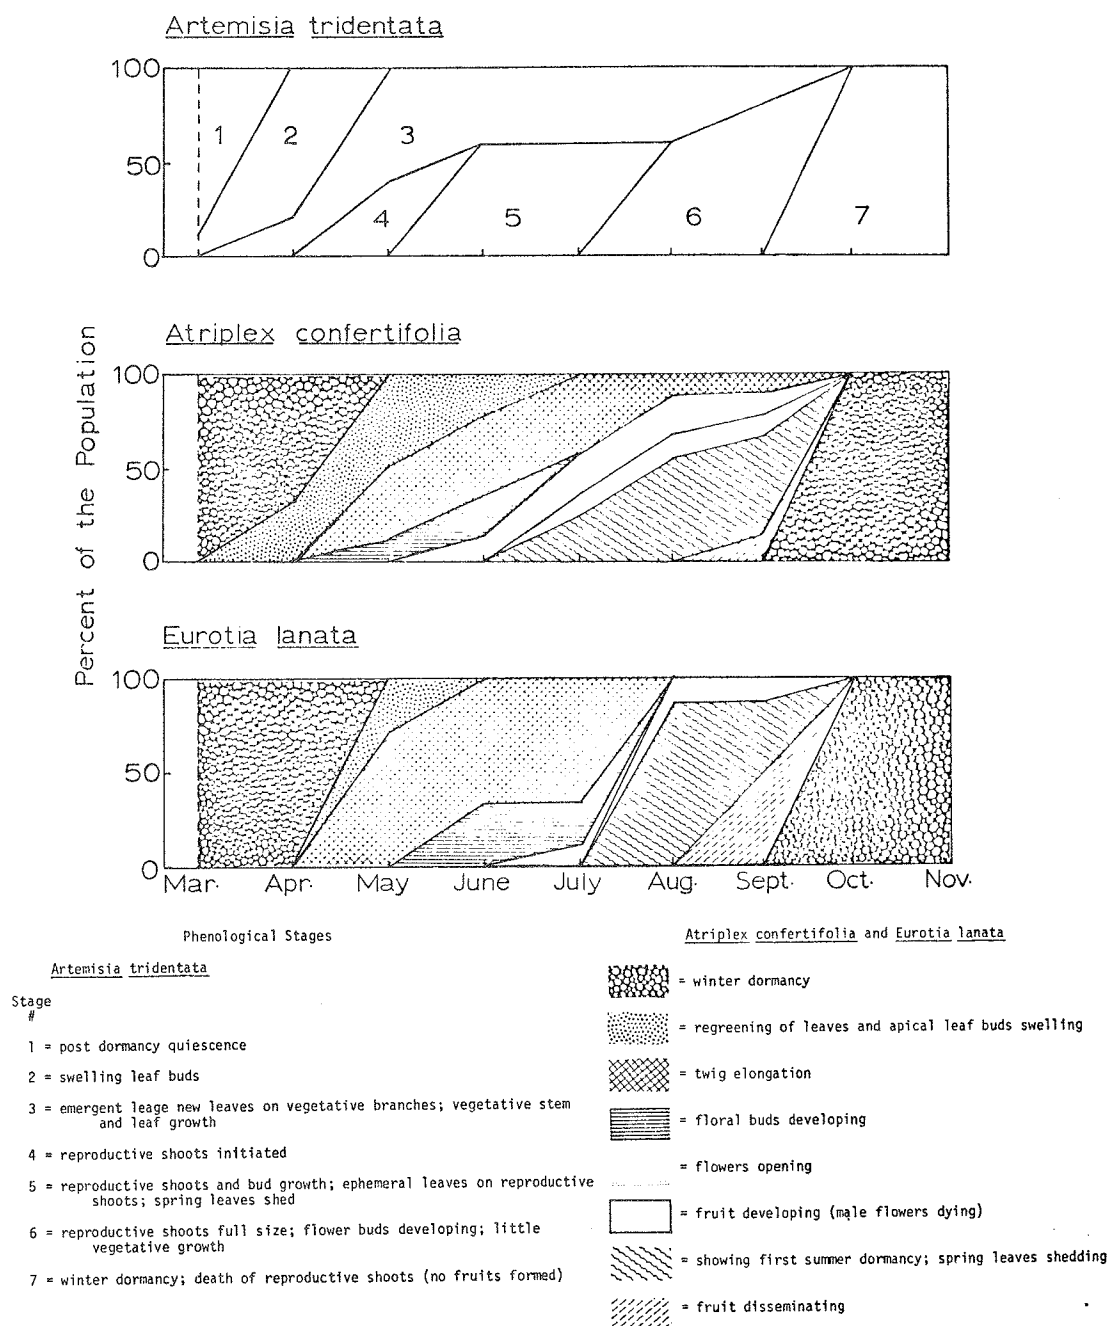 Artemisia tridentata
100
50
0
1
2
3
4
5
6
7
Atriplex confertifolia
100
50
0
Percent of the Population
Eurotia lanata
100
50
0
Mar. Apr. May June July Aug. Sept. Oct. Nov.
Phenological Stages
Artemisia tridentata
Stage
#
1 = post dormancy quiescence
2 = swelling leaf buds
3 = emergent leage new leaves on vegetative branches; vegetative stem
and leaf growth
4 = reproductive shoots initiated
5 = reproductive shoots and bud growth; ephemeral leaves on reproductive
shoots; spring leaves shed
6 = reproductive shoots full size; flower buds developing; little
vegetative growth
7 = winter dormancy; death of reproductive shoots (no fruits formed)
Atriplex confertifolia and Eurotia lanata
= winter dormancy
= regreening of leaves and apical leaf buds swelling
= twig elongation
= floral buds developing
= flowers opening
= fruit developing (male flowers dying)
= showing first summer dormancy; spring leaves shedding
= fruit disseminating